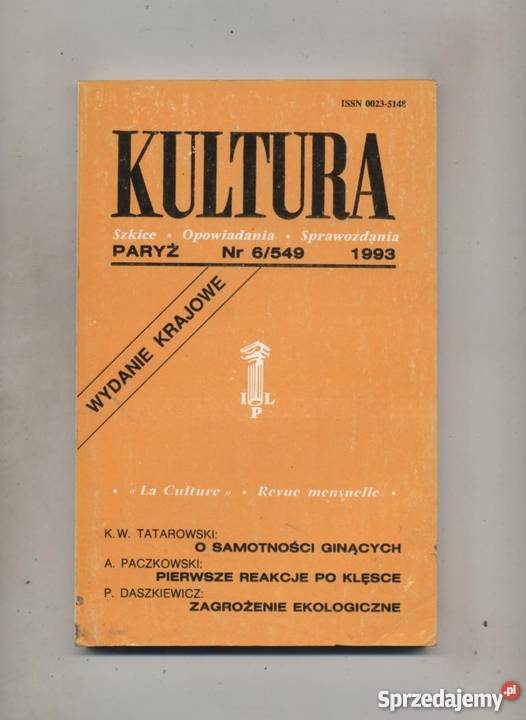 ISSN 0023-5148
KULTURA
Szkice • Opowiadania • Sprawozdania
PARYŻ Nr 6/549 1993
WYDANIE KRAJOWE
I L
P
• « La Culture » • Revue mensuelle •
K.W. TATAROWSKI:
O SAMOTNOŚCI GINĄCYCH
A. PACZKOWSKI:
PIERWSZE REAKCJE PO KLĘSCE
P. DASZKIEWICZ:
ZAGROŻENIE EKOLOGICZNE
Sprzedajemy.pl